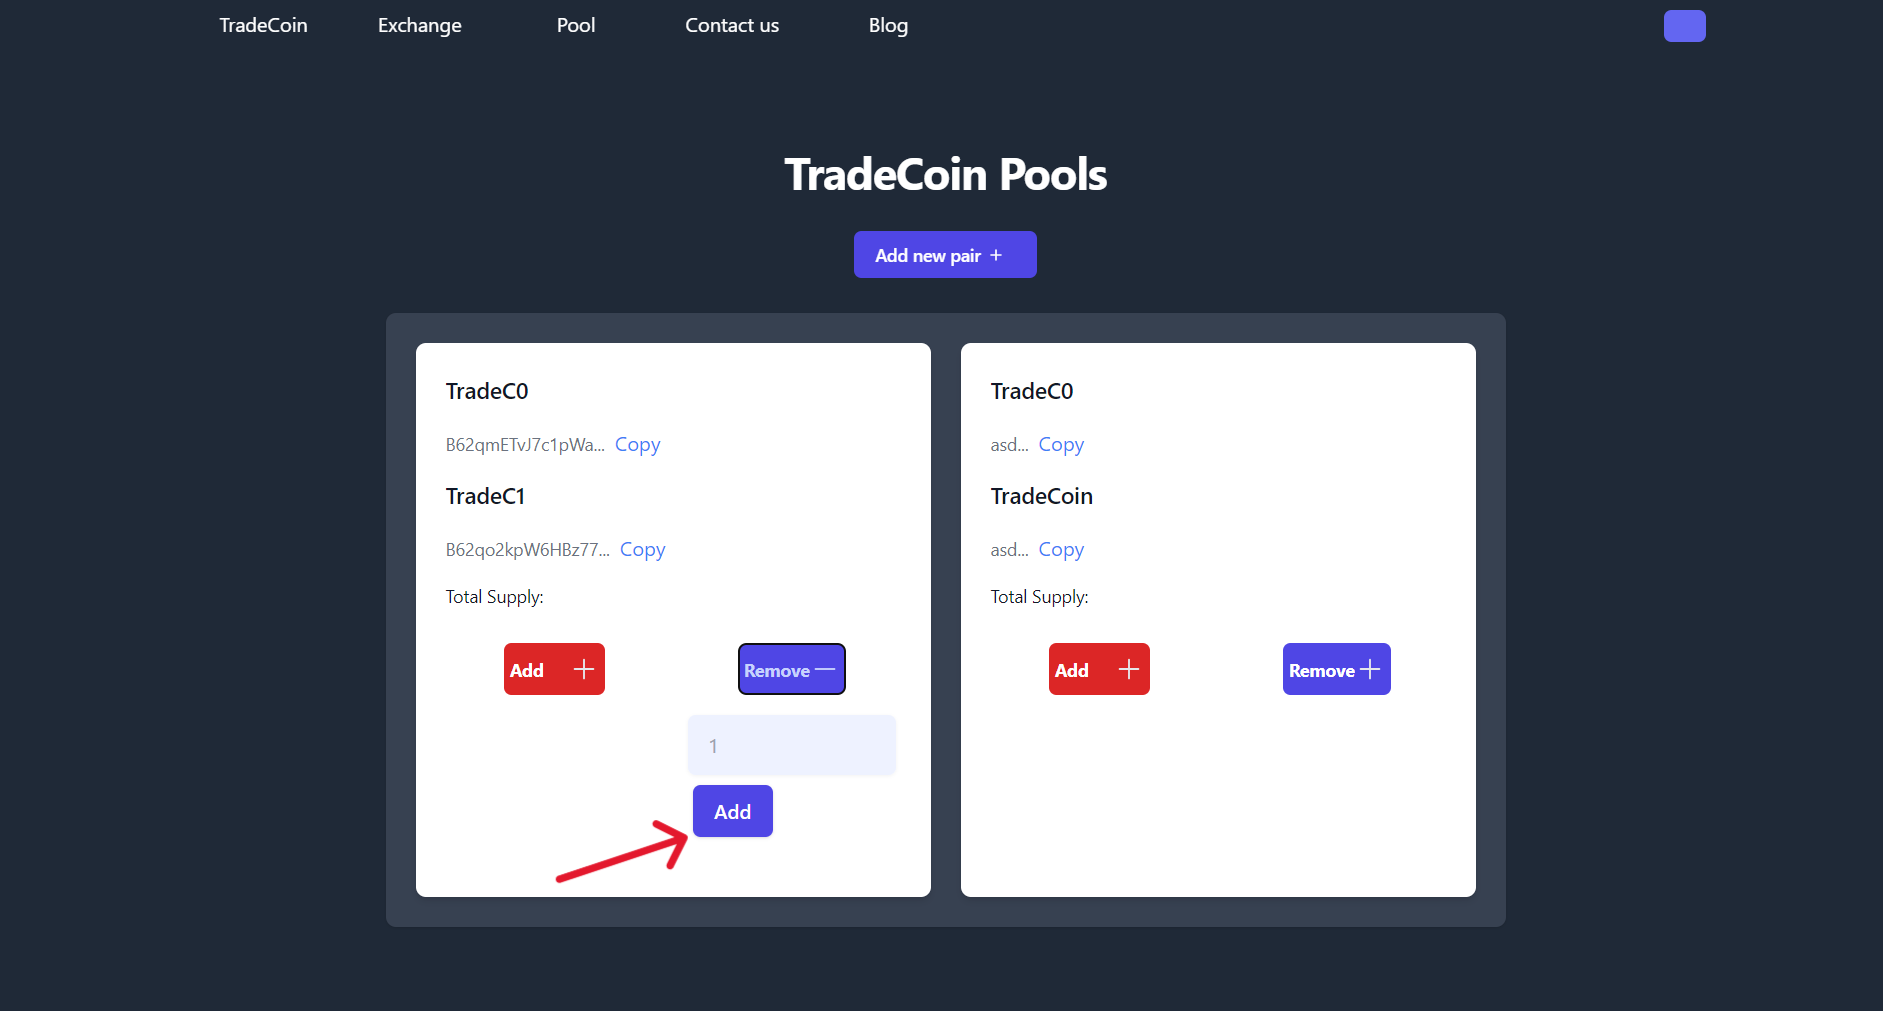 TradeCoin Exchange Pool Contact us Blog
TradeCoin Pools
Add new pair +
TradeC0
B62qmETvJ7c1pWa... Copy
TradeC1
B62qo2kpW6HBz77... Copy
Total Supply:
Add + Remove —
1
Add
TradeC0
asd... Copy
TradeCoin
asd... Copy
Total Supply:
Add + Remove +